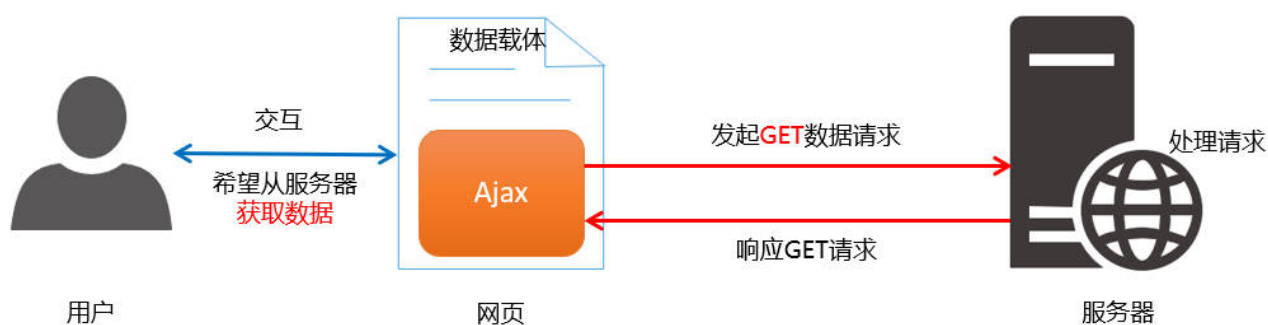 数据载体
交互
希望从服务器
获取数据
Ajax
发起GET数据请求
响应GET请求
处理请求
用户
网页
服务器